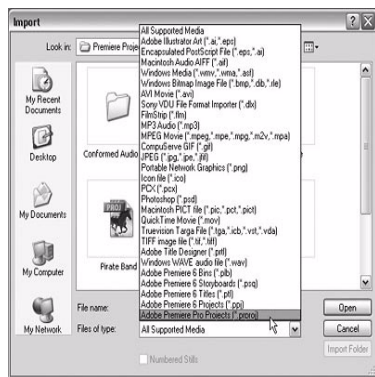 Import
Look in: Premiere Proje
All Supported Media
Adobe Illustrator Art (*.ai,*.eps)
Encapsulated PostScript File (*.eps,*.ai)
Macintosh Audio AIFF (*.aif)
Windows Media (*.wmv,*.wma,*.asf)
Windows Bitmap Image File (*.bmp,*.dib,*.rle)
AVI Movie (*.avi)
Sony VDU File Format Importer (*.dlx)
FilmStrip (*.flm)
MP3 Audio (*.mp3)
MPEG Movie (*.mpeg,*.mpe,*.mpg,*.m2v,*.mpa)
CompuServe GIF (*.gif)
JPEG (*.jpg,*.jpe,*.jfif)
Portable Network Graphics (*.png)
Icon file (*.ico)
PCX (*.pcx)
Photoshop (*.psd)
Macintosh PICT file (*.pic,*.pct,*.pict)
QuickTime Movie (*.mov)
Truevision Targa File (*.tga,*.icb,*.vst,*.vda)
TIFF image file (*.tif,*.tiff)
Adobe Title Designer (*.prtl)
Windows WAVE audio file (*.wav)
Adobe Premiere 6 Bins (*.plb)
Adobe Premiere 6 Storyboards (*.psq)
Adobe Premiere 6 Titles (*.ptl)
Adobe Premiere 6 Projects (*.ppj)
Adobe Premiere Pro Projects (*.prproj)
My Recent
Documents
Desktop
My Documents
My Computer
My Network
Conformed Audio
PROJ
Pirate Band
File name:
Open
Files of type: All Supported Media
Cancel
Numbered Stills
Import Folder